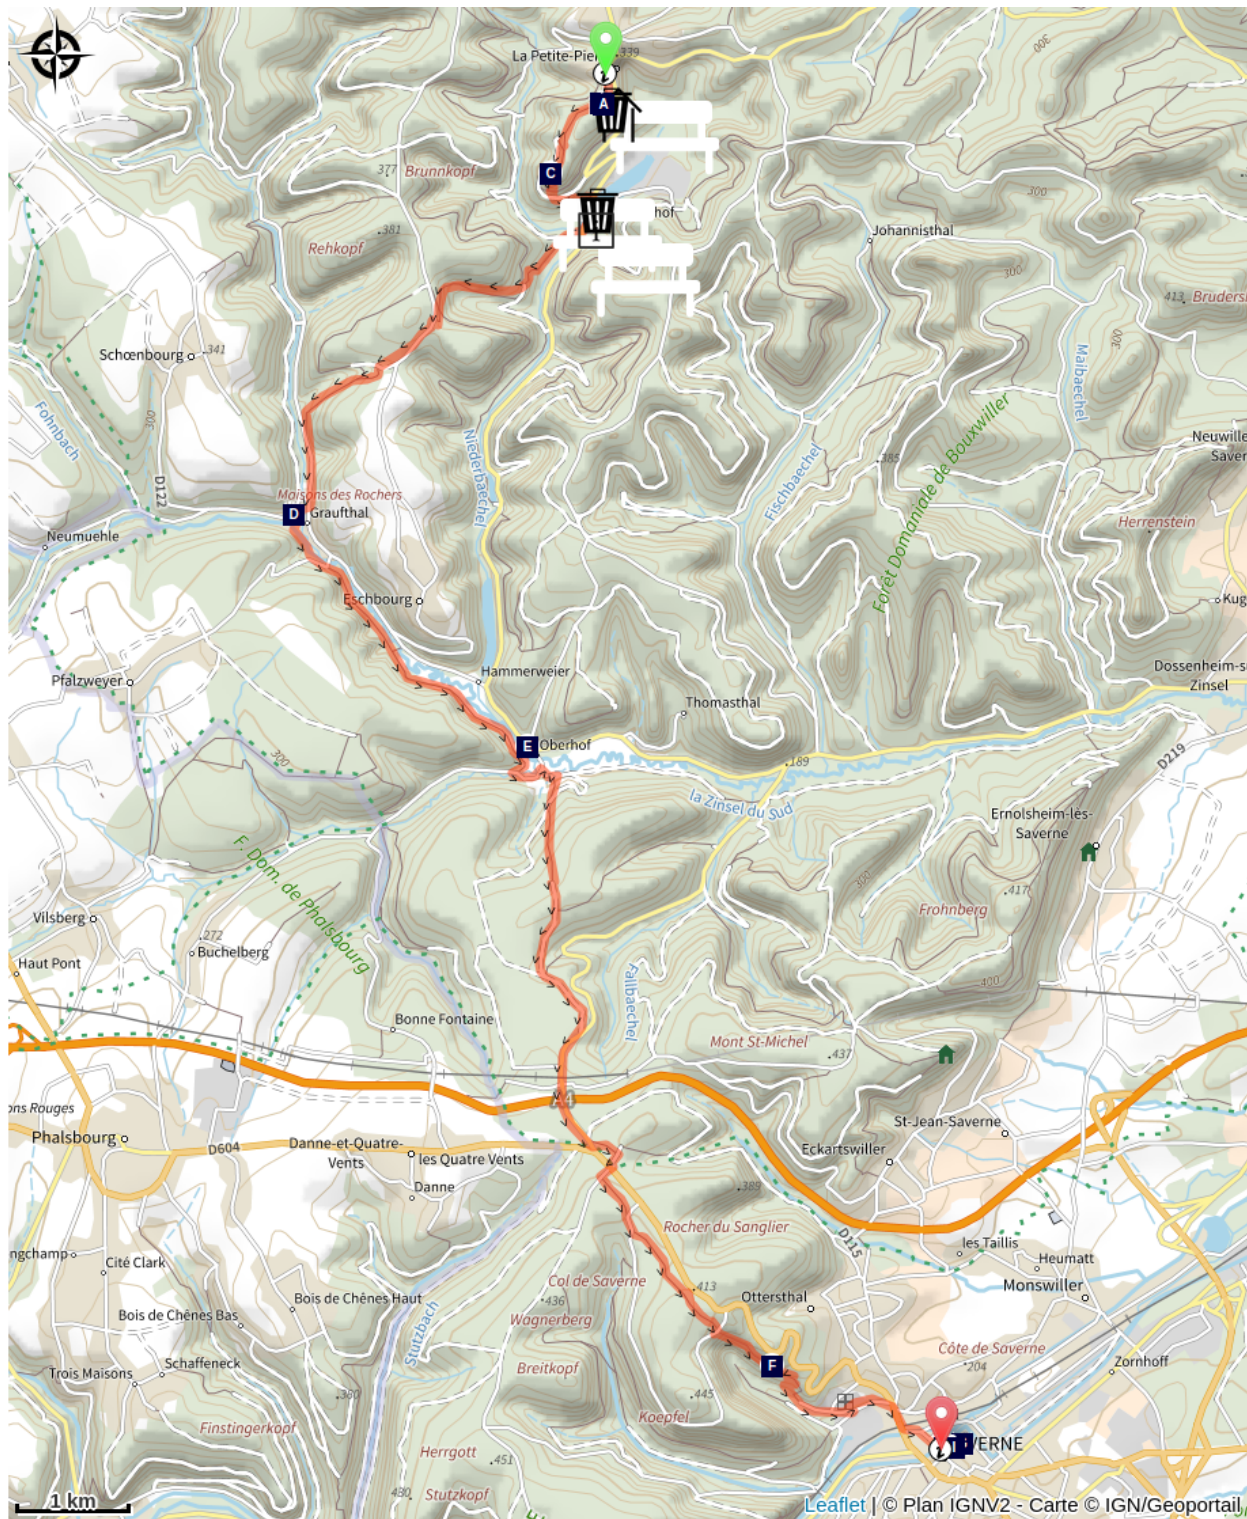 La Petite-Pie
339
300
A
C
377
Brunnkopf
300
hof
381
Rehkopf
Johannisthal
300
413
Schœnbourg
341
300
Maibaechel
300
Fohnbach
Niederbaechel
Forêt Domaniale de Bouxwiller
385
Fischbaechel
D122
Maisons des Rochers
D
Graufthal
Neumuehle
Herrenstein
Eschbourg
Hammerweier
Pfalzweyer
Thomasthal
Zinsel
E
Oberhof
300
189
D219
la Zinsel du Sud
Ernolsheim-lès-
Saverne
F. Dom. de Phalsbourg
300
417
Frohnberg
Vilsberg
272
Buchelberg
Haut Pont
400
Fallbaechel
Bonne Fontaine
Mont St-Michel
437
A4
ons Rouges
St-Jean-Saverne
Phalsbourg
D604
Danne-et-Quatre-
Vents
les Quatre Vents
Eckartswiller
Danne
389
Rocher du Sanglier
D115
les Taillis
ngchamp
Cité Clark
Heumatt
Col de Saverne
413
Monswiller
Bois de Chênes Haut
436
Ottersthal
Bois de Chênes Bas
Wagnerberg
Stutzbach
Côte de Saverne
204
Schaffeneck
Trois Maisons
Breitkopf
F
Zornhoff
380
445
Koepfel
Finstingerkopf
VERNE
Herrgott
451
430
Stutzkopf
1 km
Leaflet | © Plan IGNV2 - Carte © IGN/Geoportail